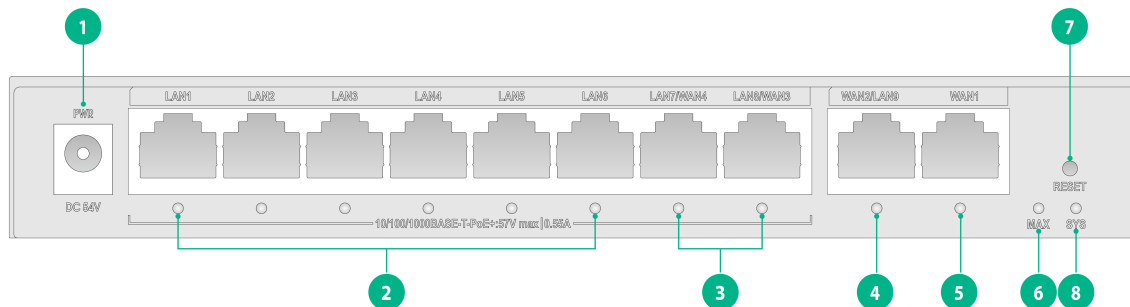 1 7
LAN1 LAN2 LAN3 LAN4 LAN5 LAN6 LAN7/WAN4 LAN8/WAN3 WAN2/LAN9 WAN1
PWR
RESET
DC 54V
10/100/1000BASE-T-PoE+:57V max|0.55A
MAX SYS
2 3 4 5 6 8